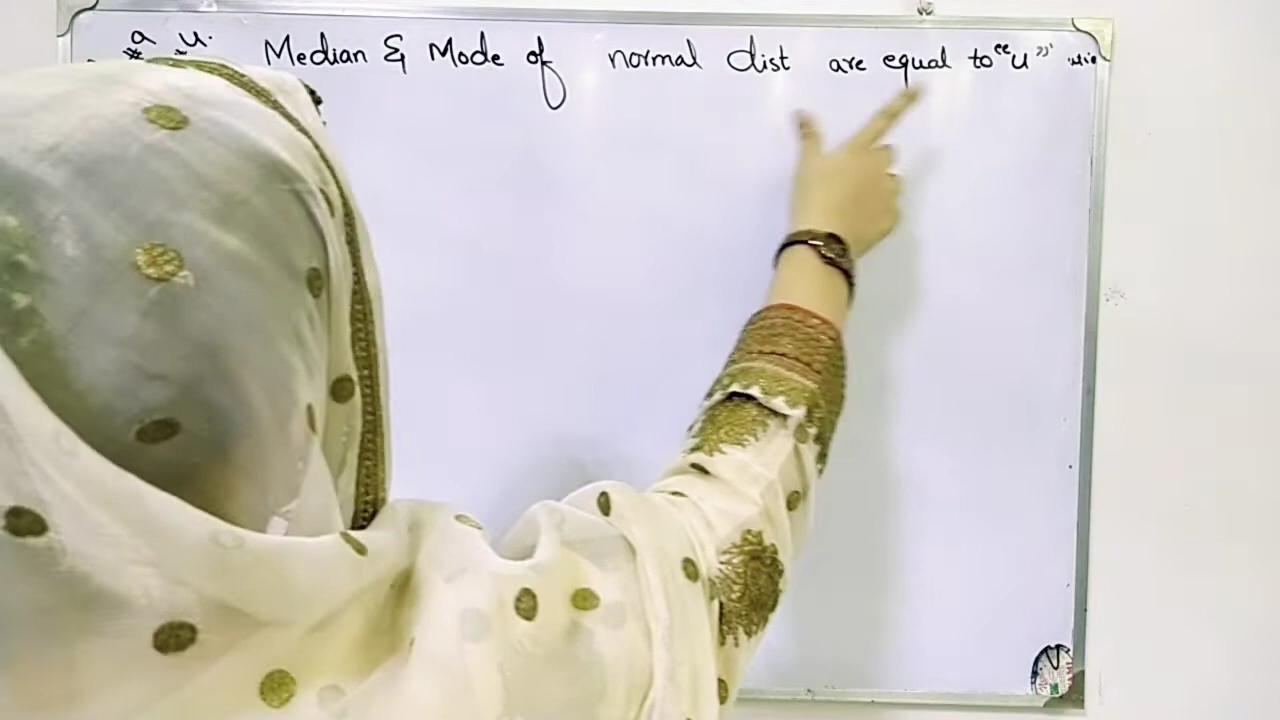 a u.
Median & Mode of normal dist are equal to “u”